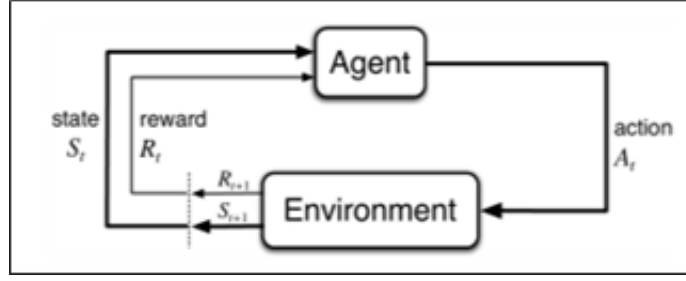 Agent
state
S_t
reward
R_t
action
A_t
R_{t+1}
S_{t+1}
Environment